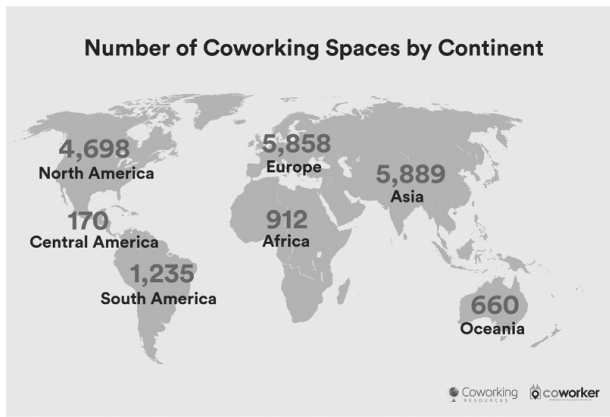 Number of Coworking Spaces by Continent
4,698
North America
5,858
Europe
5,889
Asia
170
Central America
912
Africa
1,235
South America
660
Oceania
Coworking
RESOURCES
coworker